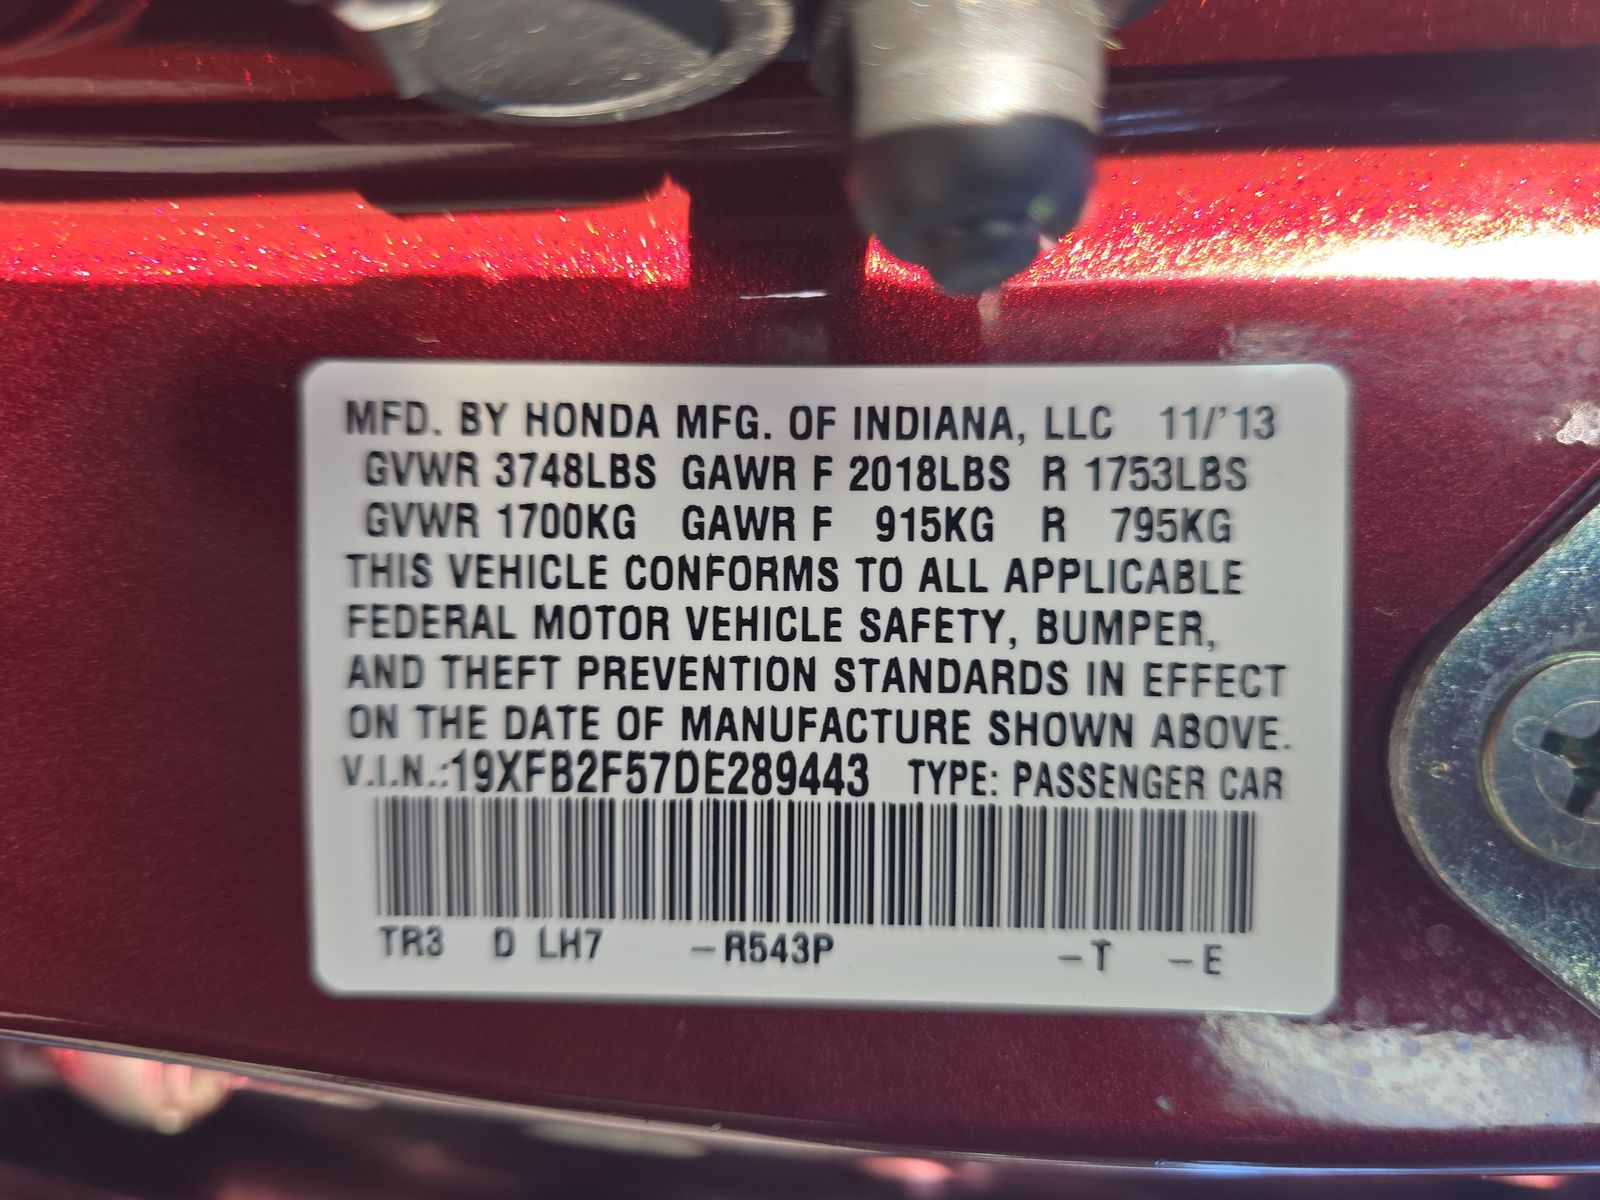 MFD. BY HONDA MFG. OF INDIANA, LLC 11/'13
GVWR 3748LBS GAWR F 2018LBS R 1753LBS
GVWR 1700KG GAWR F 915KG R 795KG
THIS VEHICLE CONFORMS TO ALL APPLICABLE
FEDERAL MOTOR VEHICLE SAFETY, BUMPER,
AND THEFT PREVENTION STANDARDS IN EFFECT
ON THE DATE OF MANUFACTURE SHOWN ABOVE.
V.I.N.:19XFB2F57DE289443 TYPE: PASSENGER CAR
TR3 D LH7 –R543P –T –E